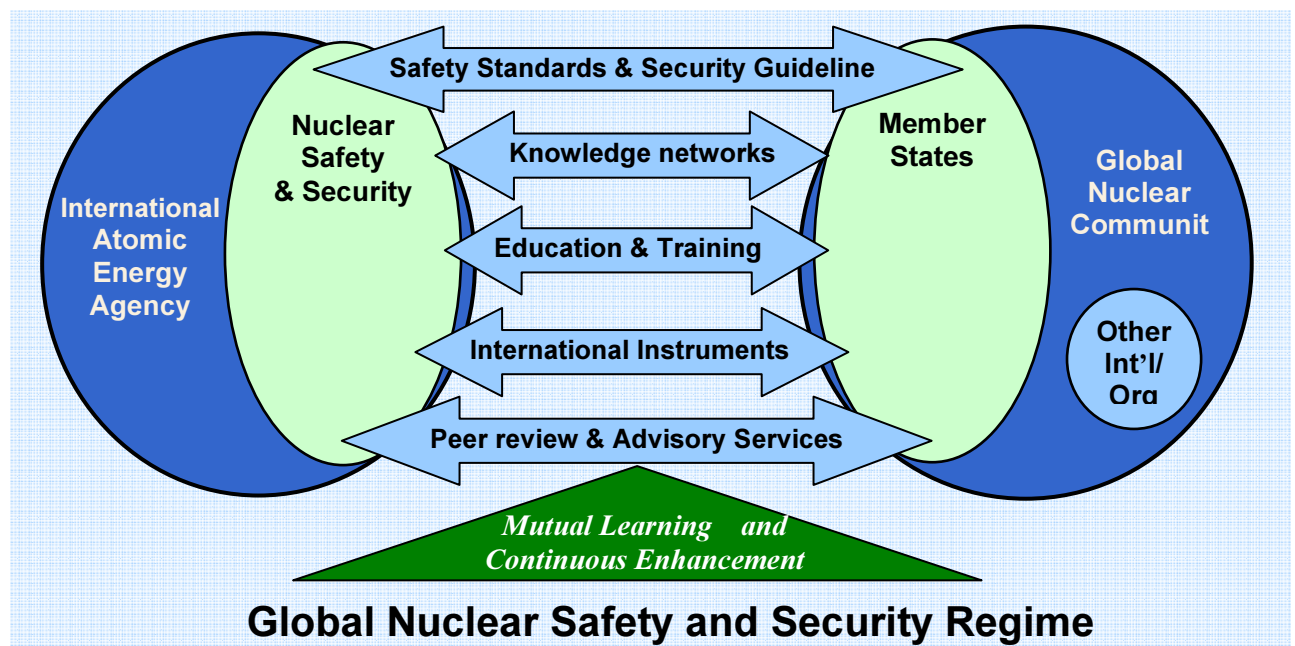 Safety Standards & Security Guideline
Nuclear
Safety
& Security
Member
States
Knowledge networks
International
Atomic
Energy
Agency
Global
Nuclear
Communit
Education & Training
International Instruments
Other
Int’l/
Org
Peer review & Advisory Services
Mutual Learning and
Continuous Enhancement
Global Nuclear Safety and Security Regime